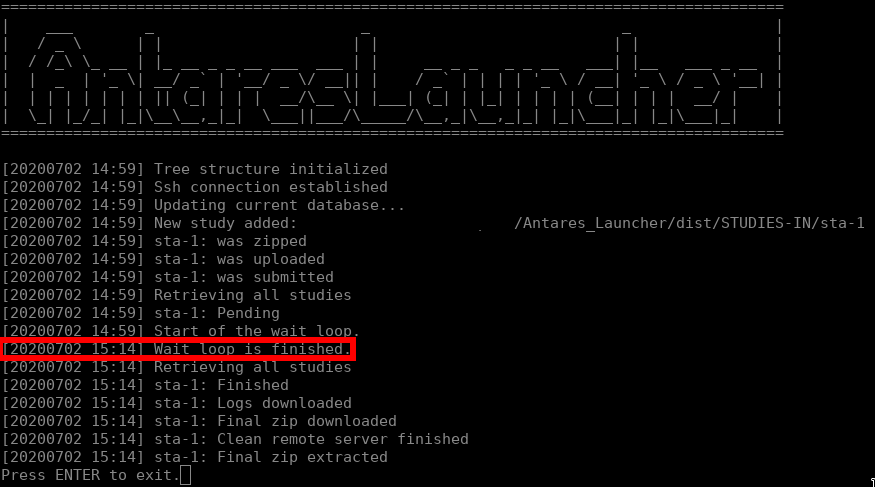 AntaresLauncher
[20200702 14:59] Tree structure initialized
[20200702 14:59] Ssh connection established
[20200702 14:59] Updating current database...
[20200702 14:59] New study added: /Antares_Launcher/dist/STUDIES-IN/sta-1
[20200702 14:59] sta-1: was zipped
[20200702 14:59] sta-1: was uploaded
[20200702 14:59] sta-1: was submitted
[20200702 14:59] Retrieving all studies
[20200702 14:59] sta-1: Pending
[20200702 14:59] Start of the wait loop.
[20200702 15:14] Wait loop is finished.
[20200702 15:14] Retrieving all studies
[20200702 15:14] sta-1: Finished
[20200702 15:14] sta-1: Logs downloaded
[20200702 15:14] sta-1: Final zip downloaded
[20200702 15:14] sta-1: Clean remote server finished
[20200702 15:14] sta-1: Final zip extracted
Press ENTER to exit.